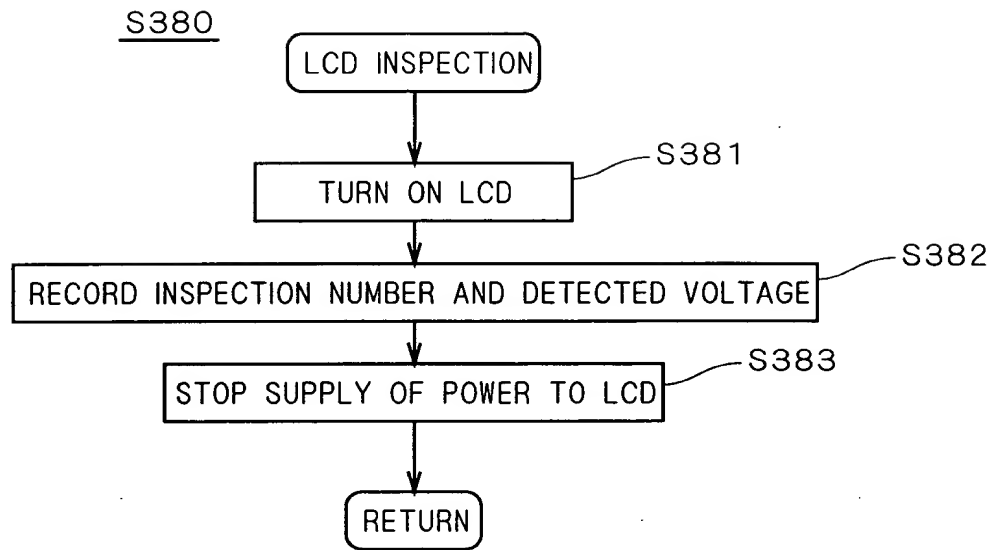 S380
LCD INSPECTION
S381
TURN ON LCD
S382
RECORD INSPECTION NUMBER AND DETECTED VOLTAGE
S383
STOP SUPPLY OF POWER TO LCD
RETURN